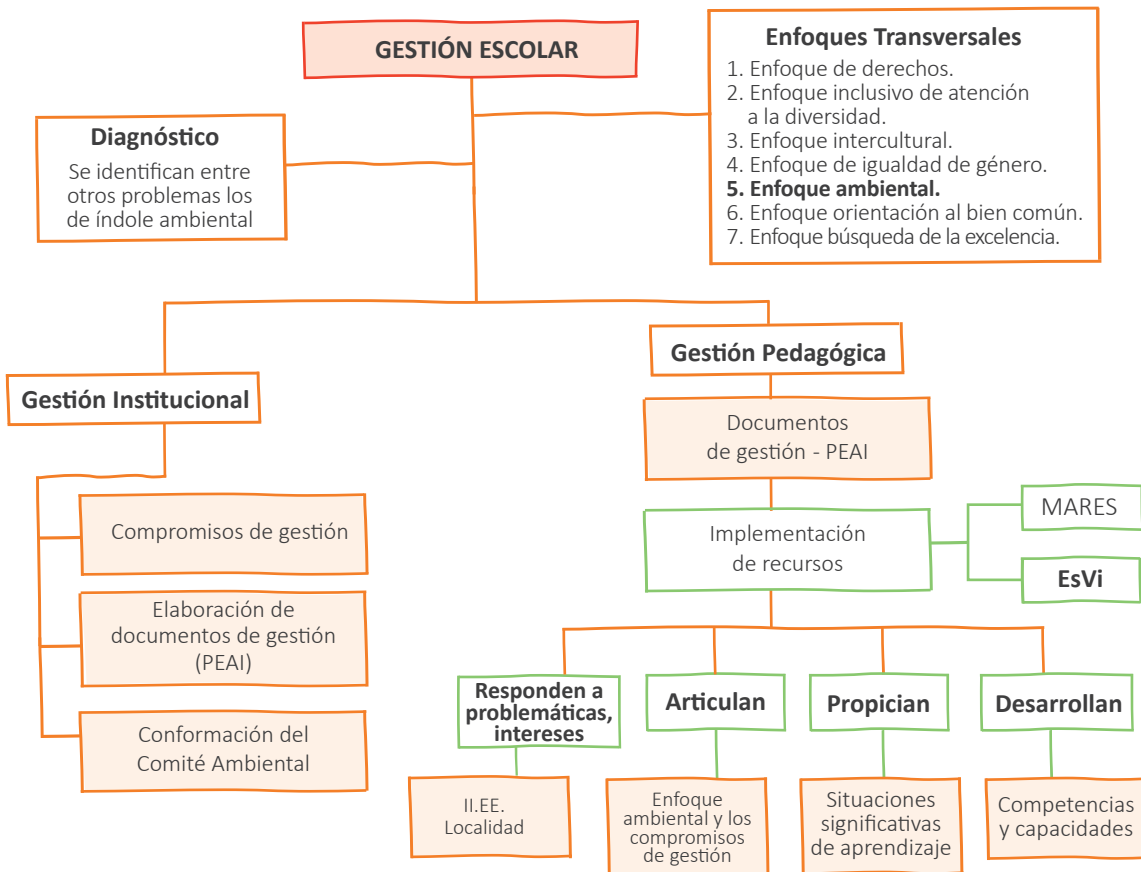 GESTIÓN ESCOLAR
Enfoques Transversales
1. Enfoque de derechos.
2. Enfoque inclusivo de atención
a la diversidad.
3. Enfoque intercultural.
4. Enfoque de igualdad de género.
5. Enfoque ambiental.
6. Enfoque orientación al bien común.
7. Enfoque búsqueda de la excelencia.
Diagnóstico
Se identifican entre
otros problemas los
de índole ambiental
Gestión Institucional
Compromisos de gestión
Elaboración de
documentos de gestión
(PEAI)
Conformación del
Comité Ambiental
Gestión Pedagógica
Documentos
de gestión - PEAI
Implementación
de recursos
MARES
EsVi
Responden a
problemáticas,
intereses
II.EE.
Localidad
Articulan
Enfoque
ambiental y los
compromisos
de gestión
Propician
Situaciones
significativas
de aprendizaje
Desarrollan
Competencias
y capacidades